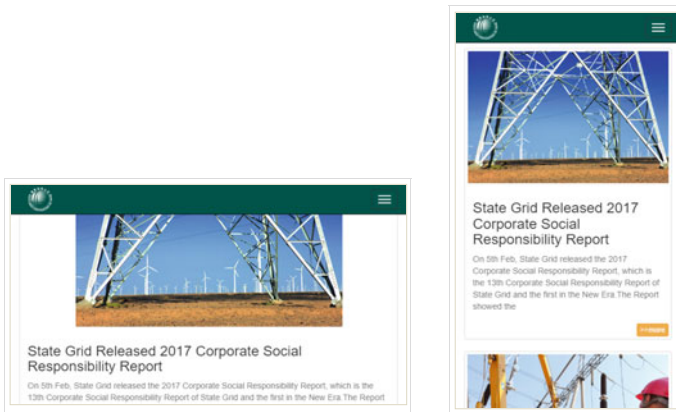 State Grid Released 2017 Corporate Social
Responsibility Report
On 5th Feb, State Grid released the 2017 Corporate Social Responsibility Report, which is the
13th Corporate Social Responsibility Report of State Grid and the first in the New Era.The Report
State Grid Released 2017
Corporate Social
Responsibility Report
On 5th Feb, State Grid released the 2017
Corporate Social Responsibility Report, which is
the 13th Corporate Social Responsibility Report of
State Grid and the first in the New Era.The Report
showed the